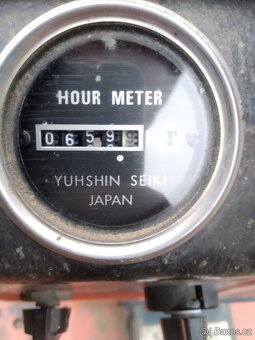 HOUR METER
0659
YUHSHIN SEIKI
JAPAN
Bazos.cz